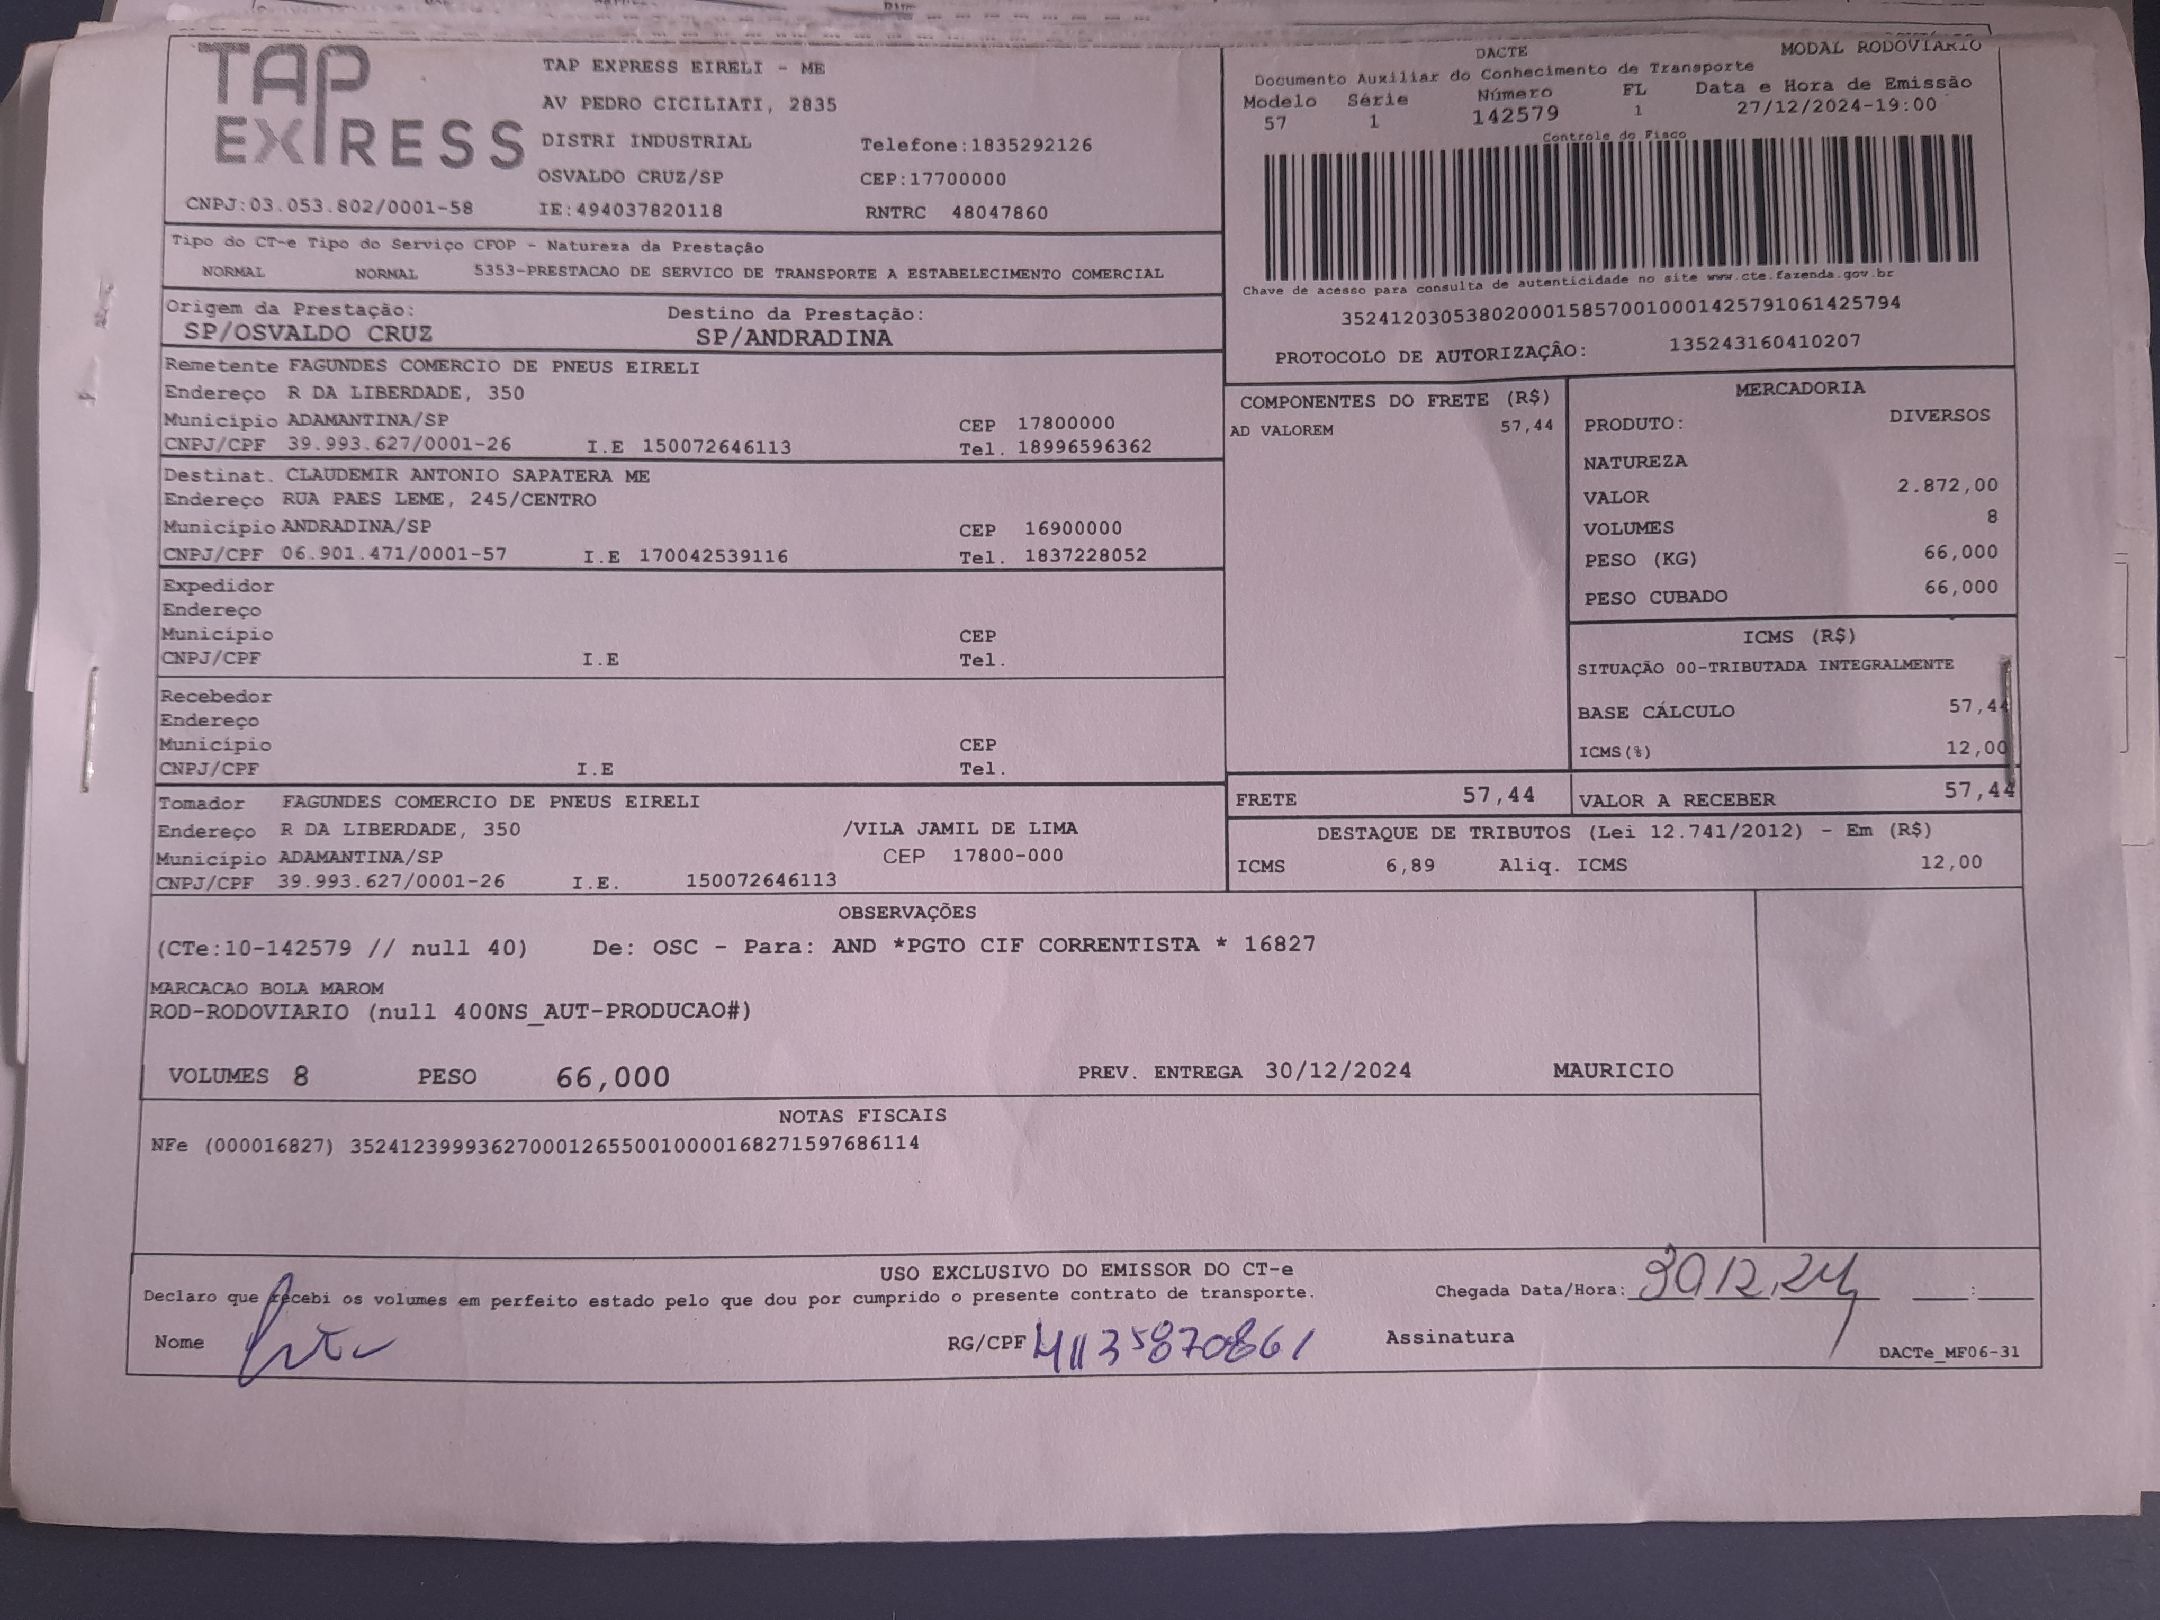 TAP EXPRESS
TAP EXPRESS EIRELI - ME
AV PEDRO CICILIATI, 2835
DISTRI INDUSTRIAL Telefone:1835292126
OSVALDO CRUZ/SP CEP:17700000
CNPJ:03.053.802/0001-58 IE:494037820118 RNTRC 48047860
DACTE MODAL RODOVIARIO
Documento Auxiliar do Conhecimento de Transporte
Modelo Série Número FL Data e Hora de Emissão
57 1 142579 1 27/12/2024-19:00
Controle do Fisco
Chave de acesso para consulta de autenticidade no site www.cte.fazenda.gov.br
35241203053802000158570010001425791061425794
PROTOCOLO DE AUTORIZAÇÂO: 135243160410207
Tipo do CT-e Tipo do Serviço CFOP - Natureza da Prestação
NORMAL NORMAL 5353-PRESTACAO DE SERVICO DE TRANSPORTE A ESTABELECIMENTO COMERCIAL
Origem da Prestação: Destino da Prestação:
SP/OSVALDO CRUZ SP/ANDRADINA
Remetente FAGUNDES COMERCIO DE PNEUS EIRELI
Endereço R DA LIBERDADE, 350
Município ADAMANTINA/SP CEP 17800000
CNPJ/CPF 39.993.627/0001-26 I.E 150072646113 Tel. 18996596362
Destinat. CLAUDEMIR ANTONIO SAPATERA ME
Endereço RUA PAES LEME, 245/CENTRO
Município ANDRADINA/SP CEP 16900000
CNPJ/CPF 06.901.471/0001-57 I.E 170042539116 Tel. 1837228052
Expedidor
Endereço
Município CEP
CNPJ/CPF I.E Tel.
Recebedor
Endereço
Município CEP
CNPJ/CPF I.E Tel.
Tomador FAGUNDES COMERCIO DE PNEUS EIRELI
Endereço R DA LIBERDADE, 350 /VILA JAMIL DE LIMA
Município ADAMANTINA/SP CEP 17800-000
CNPJ/CPF 39.993.627/0001-26 I.E. 150072646113
COMPONENTES DO FRETE (R$)
AD VALOREM 57,44
MERCADORIA
PRODUTO: DIVERSOS
NATUREZA
VALOR 2.872,00
VOLUMES 8
PESO (KG) 66,000
PESO CUBADO 66,000
ICMS (R$)
SITUAÇÃO 00-TRIBUTADA INTEGRALMENTE
BASE CÁLCULO 57,44
ICMS(%) 12,00
FRETE 57,44 VALOR A RECEBER 57,44
DESTAQUE DE TRIBUTOS (Lei 12.741/2012) - Em (R$)
ICMS 6,89 Aliq. ICMS 12,00
OBSERVAÇÕES
(CTe:10-142579 // null 40) De: OSC - Para: AND *PGTO CIF CORRENTISTA * 16827
MARCACAO BOLA MAROM
ROD-RODOVIARIO (null 400NS_AUT-PRODUCAO#)
VOLUMES 8 PESO 66,000 PREV. ENTREGA 30/12/2024 MAURICIO
NOTAS FISCAIS
NFe (000016827) 35241239993627000126550010000168271597686114
USO EXCLUSIVO DO EMISSOR DO CT-e
Declaro que recebi os volumes em perfeito estado pelo que dou por cumprido o presente contrato de transporte. Chegada Data/Hora: 30 12 24 :
Nome RG/CPF 41135870861 Assinatura
DACTe_MF06-31